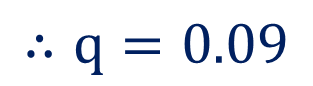 ∴ q = 0.09